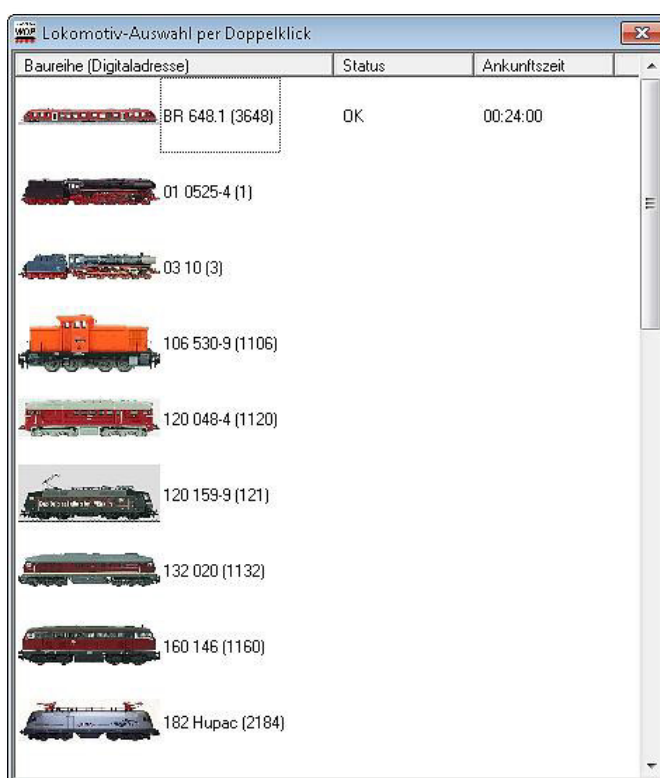 WDP Lokomotiv-Auswahl per Doppelklick
Baureihe (Digitaladresse) Status Ankunftszeit
BR 648.1 (3648) OK 00:24:00
01 0525-4 (1)
03 10 (3)
106 530-9 (1106)
120 048-4 (1120)
120 159-9 (121)
132 020 (1132)
160 146 (1160)
182 Hupac (2184)